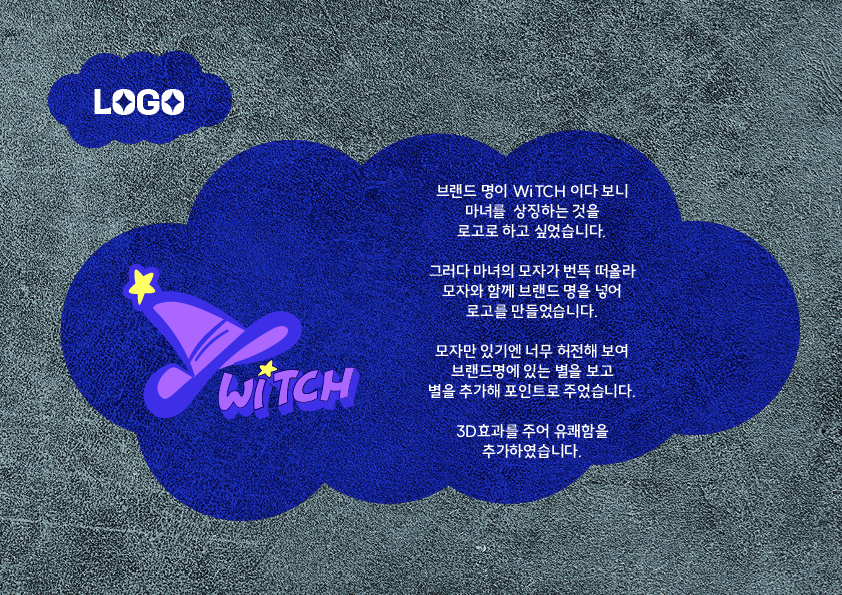 LOGO
브랜드 명이 WiTCH 이다 보니
마녀를 상징하는 것을
로고로 하고 싶었습니다.
그러다 마녀의 모자가 번뜩 떠올라
모자와 함께 브랜드 명을 넣어
로고를 만들었습니다.
모자만 있기엔 너무 허전해 보여
브랜드명에 있는 별을 보고
별을 추가해 포인트로 주었습니다.
3D효과를 주어 유쾌함을
추가하였습니다.
WiTCH